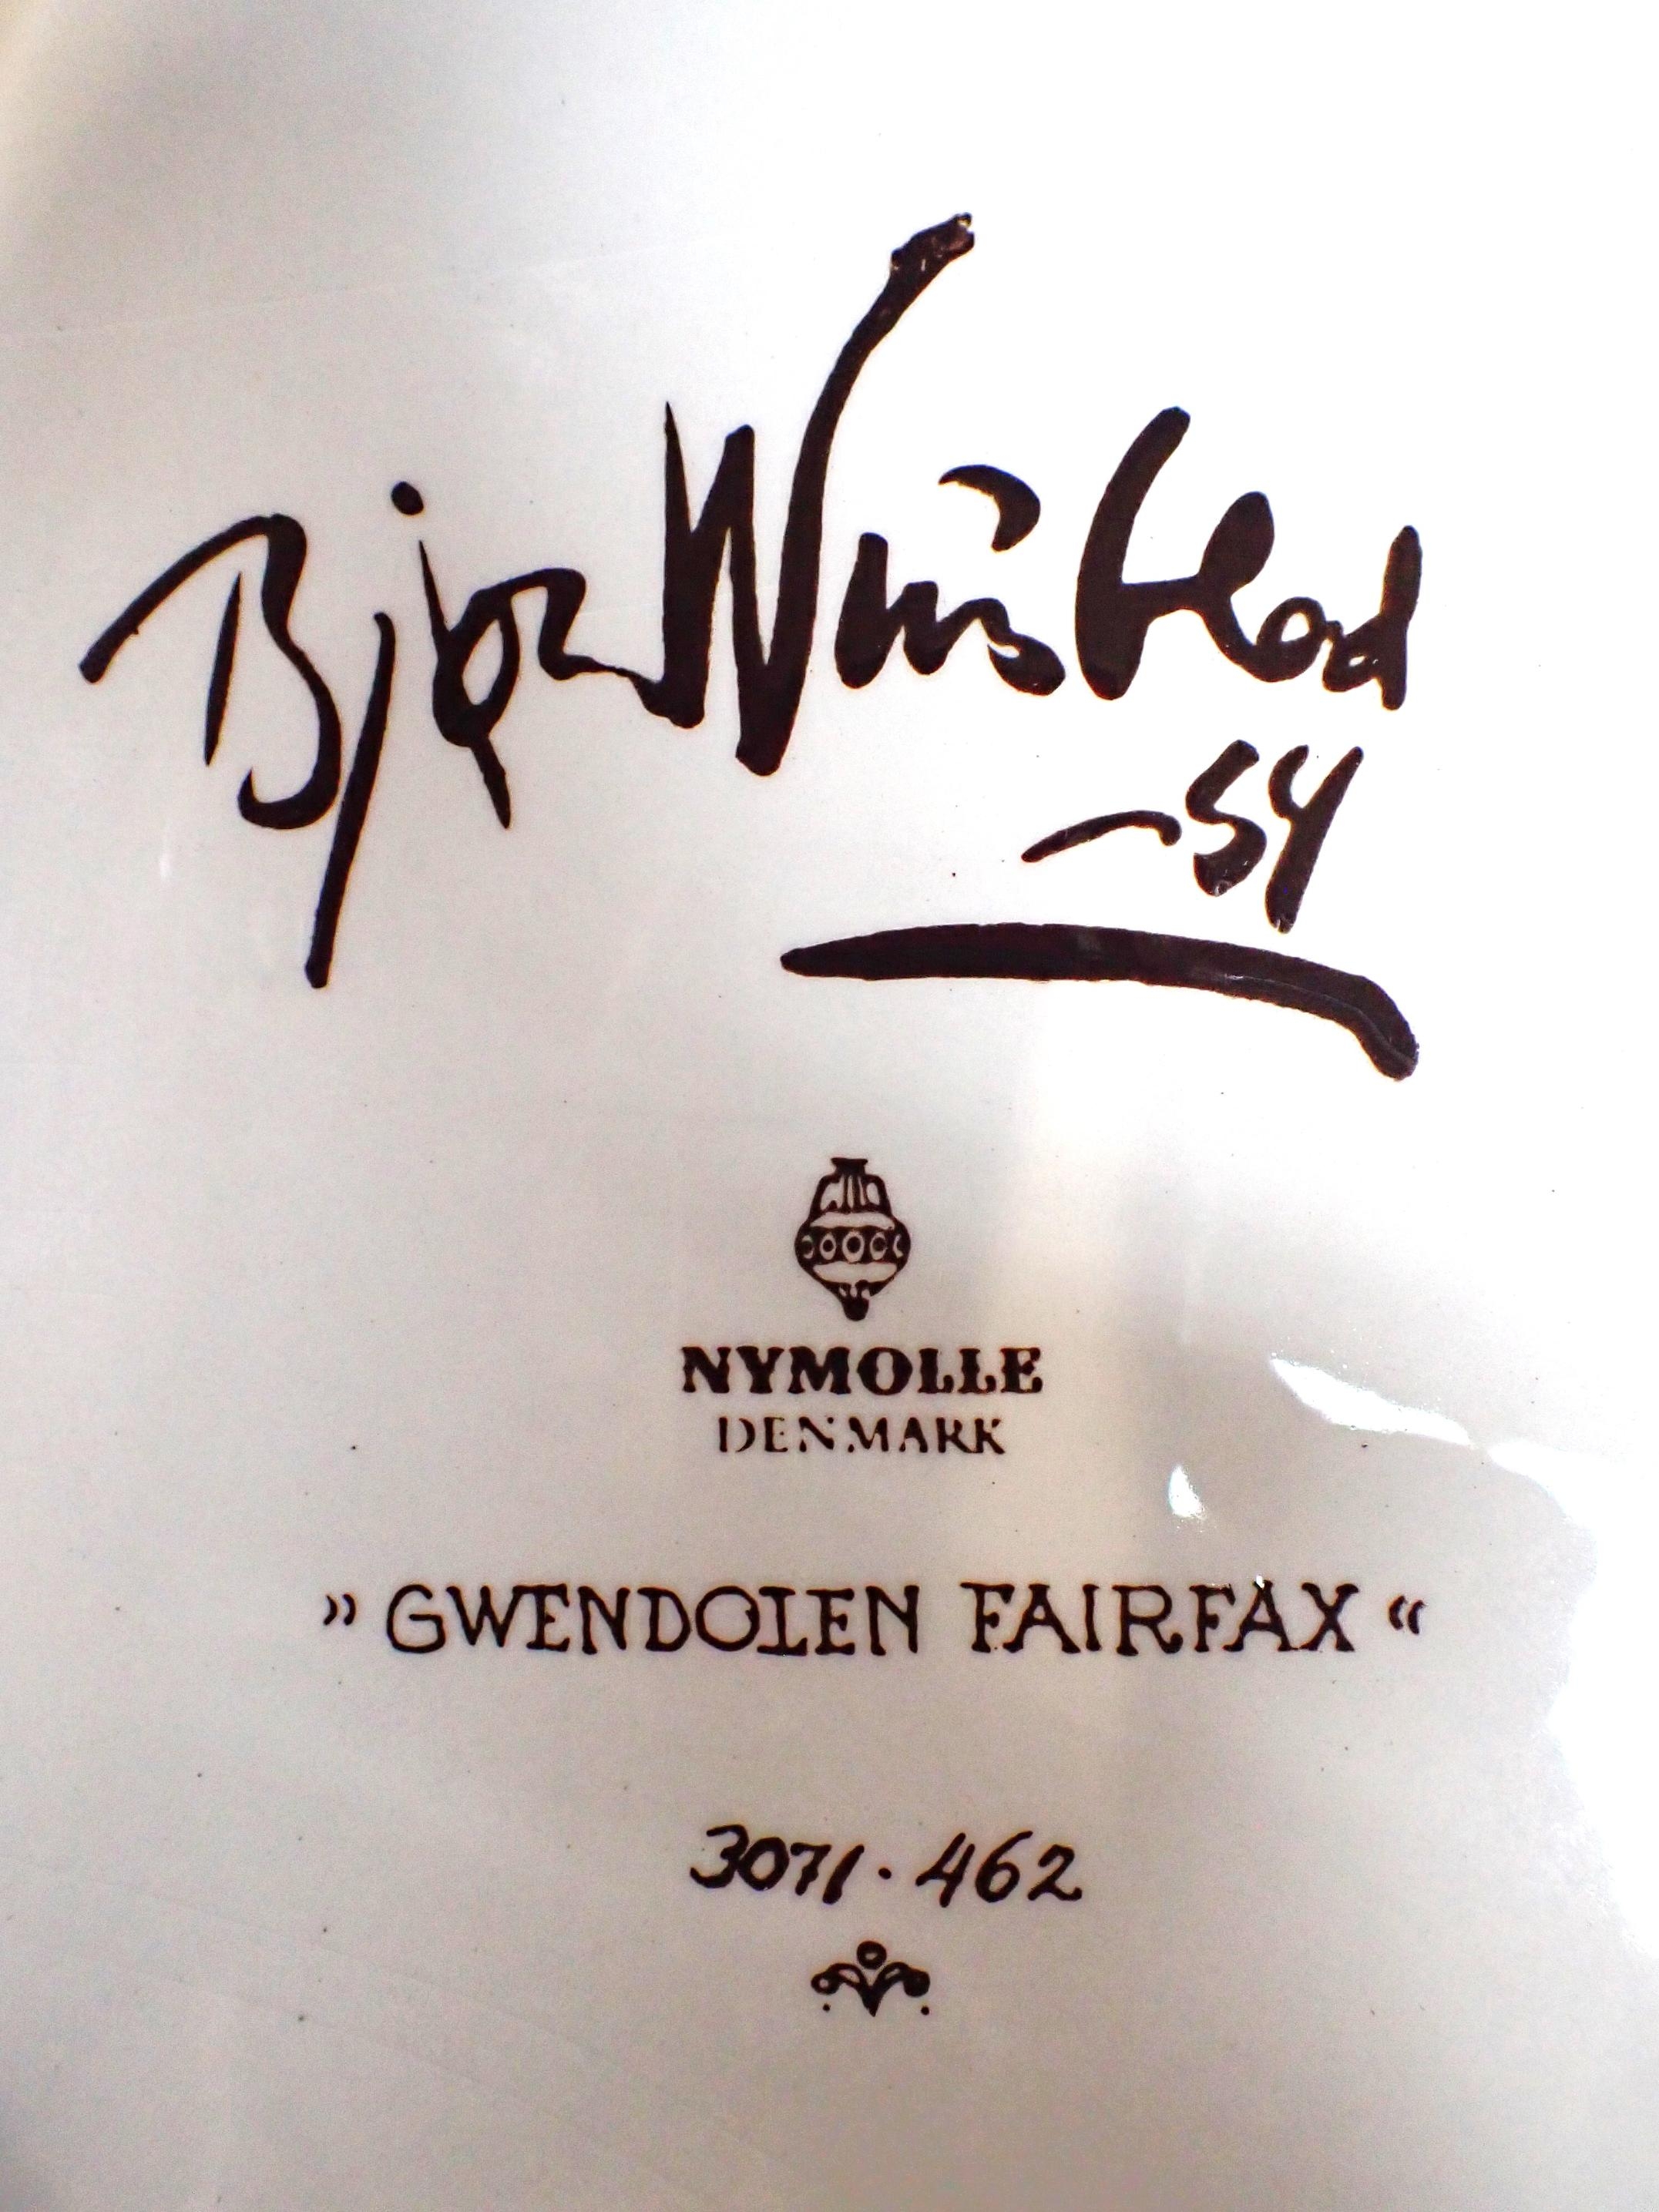 Bjørn Wiinblad
-54
NYMOLLE
DENMARK
»GWENDOLEN FAIRFAX«
3071·462